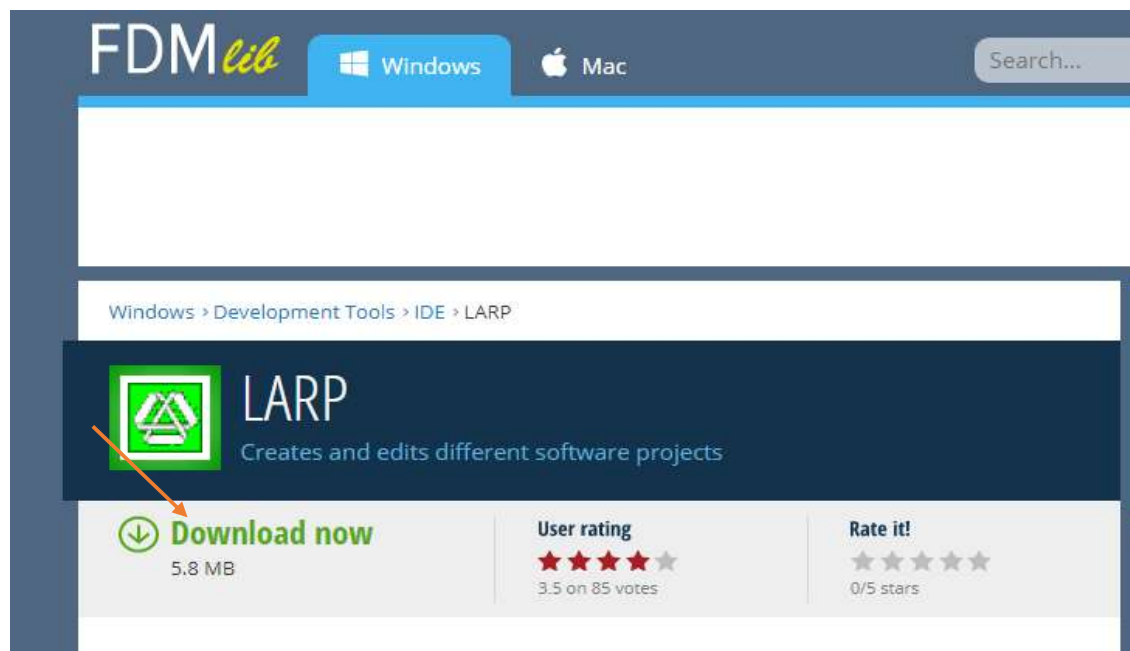 FDMlib
Windows
Mac
Search...
Windows › Development Tools › IDE › LARP
LARP
Creates and edits different software projects
Download now
5.8 MB
User rating
3.5 on 85 votes
Rate it!
0/5 stars